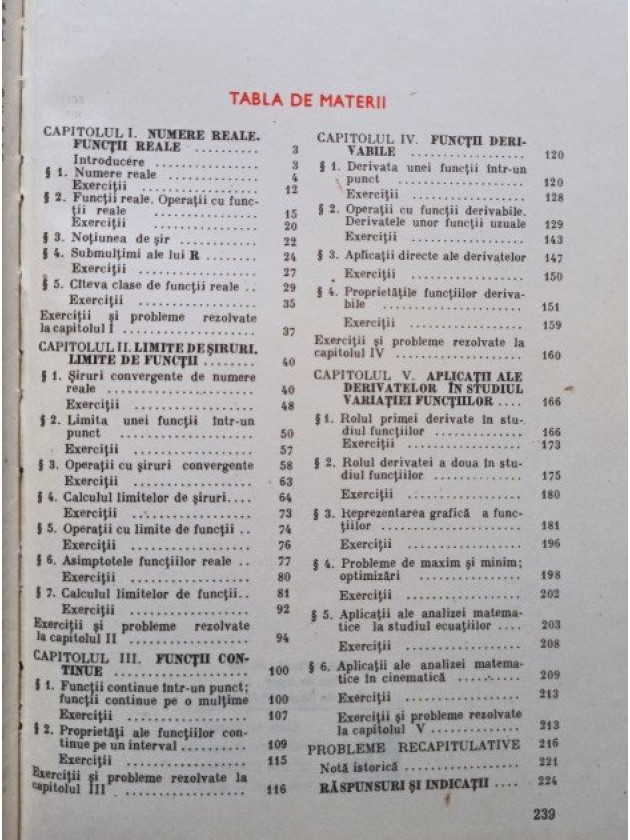 TABLA DE MATERII
CAPITOLUL I. NUMERE REALE.
FUNCȚII REALE .......... 3
Introducere ............ 3
§ 1. Numere reale .......... 4
Exerciții .............. 12
§ 2. Funcții reale. Operații cu func-
ții reale .............. 15
Exerciții .............. 20
§ 3. Noțiunea de șir .......... 22
§ 4. Submulțimi ale lui R ........ 24
Exerciții .............. 27
§ 5. Cîteva clase de funcții reale .. 29
Exerciții .............. 35
Exerciții și probleme rezolvate
la capitolul I .............. 37
CAPITOLUL II. LIMITE DE ȘIRURI.
LIMITE DE FUNCȚII ........ 40
§ 1. Șiruri convergente de numere
reale .................. 40
Exerciții .............. 48
§ 2. Limita unei funcții într-un
punct .................. 50
Exerciții .............. 57
§ 3. Operații cu șiruri convergente 58
Exerciții .............. 63
§ 4. Calculul limitelor de șiruri.... 64
Exerciții .............. 73
§ 5. Operații cu limite de funcții .. 74
Exerciții .............. 76
§ 6. Asimptotele funcțiilor reale .. 77
Exerciții .............. 80
§ 7. Calculul limitelor de funcții.. 81
Exerciții .............. 92
Exerciții și probleme rezolvate
la capitolul II .............. 94
CAPITOLUL III. FUNCȚII CON-
TINUE .................. 100
§ 1. Funcții continue într-un punct;
funcții continue pe o mulțime 100
Exerciții .............. 107
§ 2. Proprietăți ale funcțiilor con-
tinue pe un interval .......... 109
Exerciții .............. 115
Exerciții și probleme rezolvate la
capitolul III .............. 116
CAPITOLUL IV. FUNCȚII DERI-
VABILE .............. 120
§ 1. Derivata unei funcții într-un
punct .................. 120
Exerciții .............. 128
§ 2. Operații cu funcții derivabile.
Derivatele unor funcții uzuale 129
Exerciții .............. 143
§ 3. Aplicații directe ale derivatelor 147
Exerciții .............. 150
§ 4. Proprietățile funcțiilor deriva-
bile .................. 151
Exerciții .............. 159
Exerciții și probleme rezolvate la
capitolul IV .............. 160
CAPITOLUL V. APLICAȚII ALE
DERIVATELOR ÎN STUDIUL
VARIAȚIEI FUNCȚIILOR .... 166
§ 1. Rolul primei derivate în stu-
diul funcțiilor .............. 166
Exerciții .............. 173
§ 2. Rolul derivatei a doua în stu-
diul funcțiilor .............. 175
Exerciții .............. 180
§ 3. Reprezentarea grafică a func-
țiilor .................. 181
Exerciții .............. 196
§ 4. Probleme de maxim și minim;
optimizări .............. 198
Exerciții .............. 202
§ 5. Aplicații ale analizei matema-
tice la studiul ecuațiilor .... 203
Exerciții .............. 208
§ 6. Aplicații ale analizei matema-
tice în cinematică .......... 209
Exerciții .............. 213
Exerciții și probleme rezolvate
la capitolul V .............. 213
PROBLEME RECAPITULATIVE 216
Notă istorică .............. 221
RĂSPUNSURI ȘI INDICAȚII .... 224
239